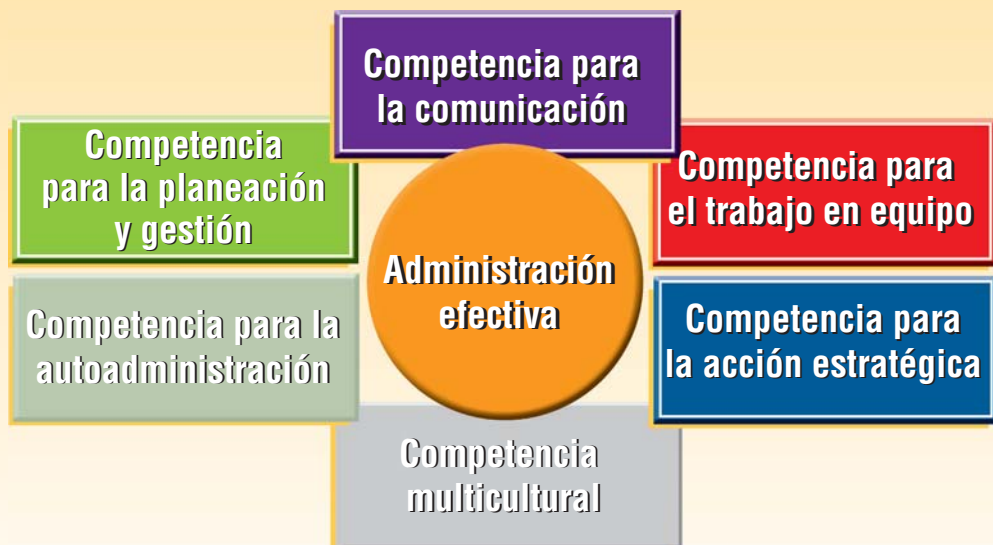 Competencia para
la comunicación
Competencia
para la planeación
y gestión
Competencia para
el trabajo en equipo
Administración
efectiva
Competencia para la
autoadministración
Competencia para
la acción estratégica
Competencia
multicultural